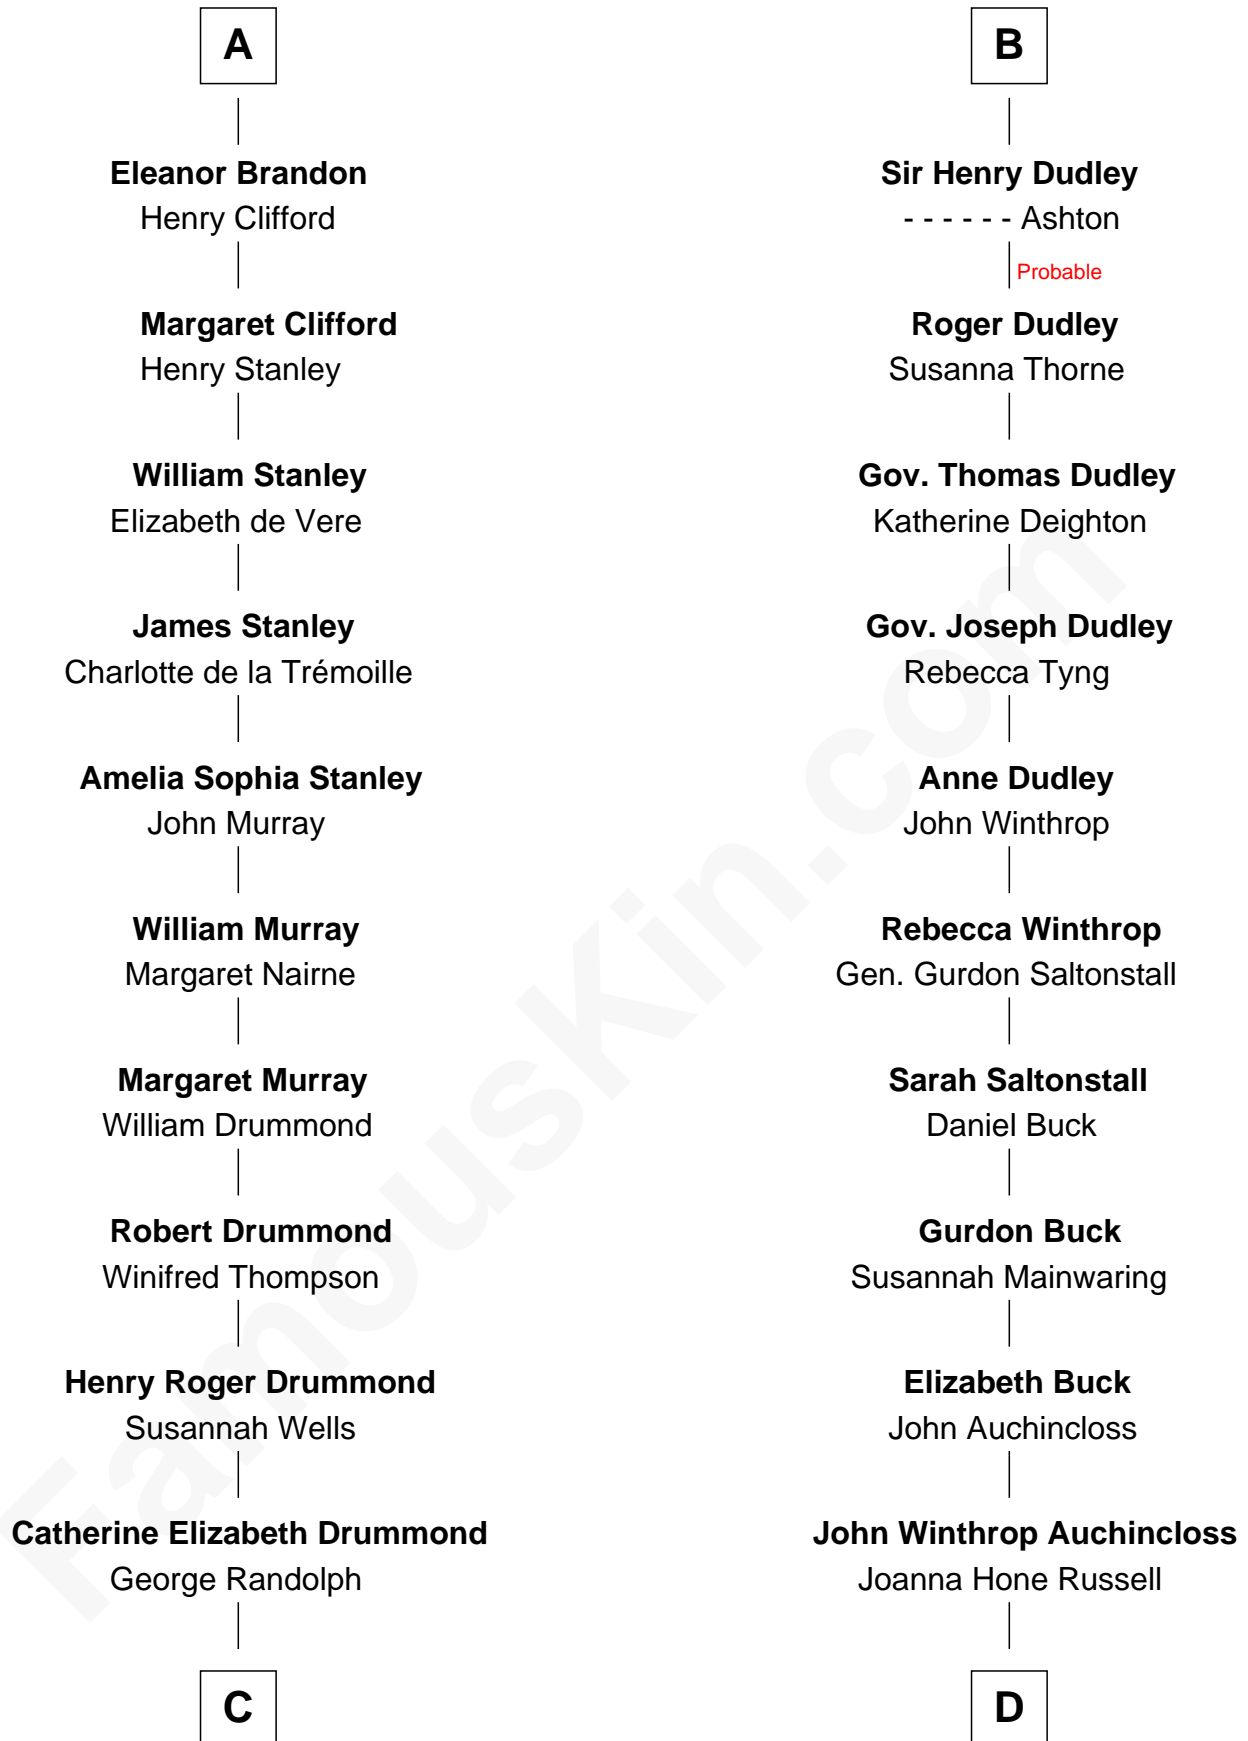 A
Eleanor Brandon
Henry Clifford
Margaret Clifford
Henry Stanley
William Stanley
Elizabeth de Vere
James Stanley
Charlotte de la Trémoille
Amelia Sophia Stanley
John Murray
William Murray
Margaret Nairne
Margaret Murray
William Drummond
Robert Drummond
Winifred Thompson
Henry Roger Drummond
Susannah Wells
Catherine Elizabeth Drummond
George Randolph
C
B
Sir Henry Dudley
- - - - - - Ashton
Probable
Roger Dudley
Susanna Thorne
Gov. Thomas Dudley
Katherine Deighton
Gov. Joseph Dudley
Rebecca Tyng
Anne Dudley
John Winthrop
Rebecca Winthrop
Gen. Gurdon Saltonstall
Sarah Saltonstall
Daniel Buck
Gurdon Buck
Susannah Mainwaring
Elizabeth Buck
John Auchincloss
John Winthrop Auchincloss
Joanna Hone Russell
D
FamousKin.com